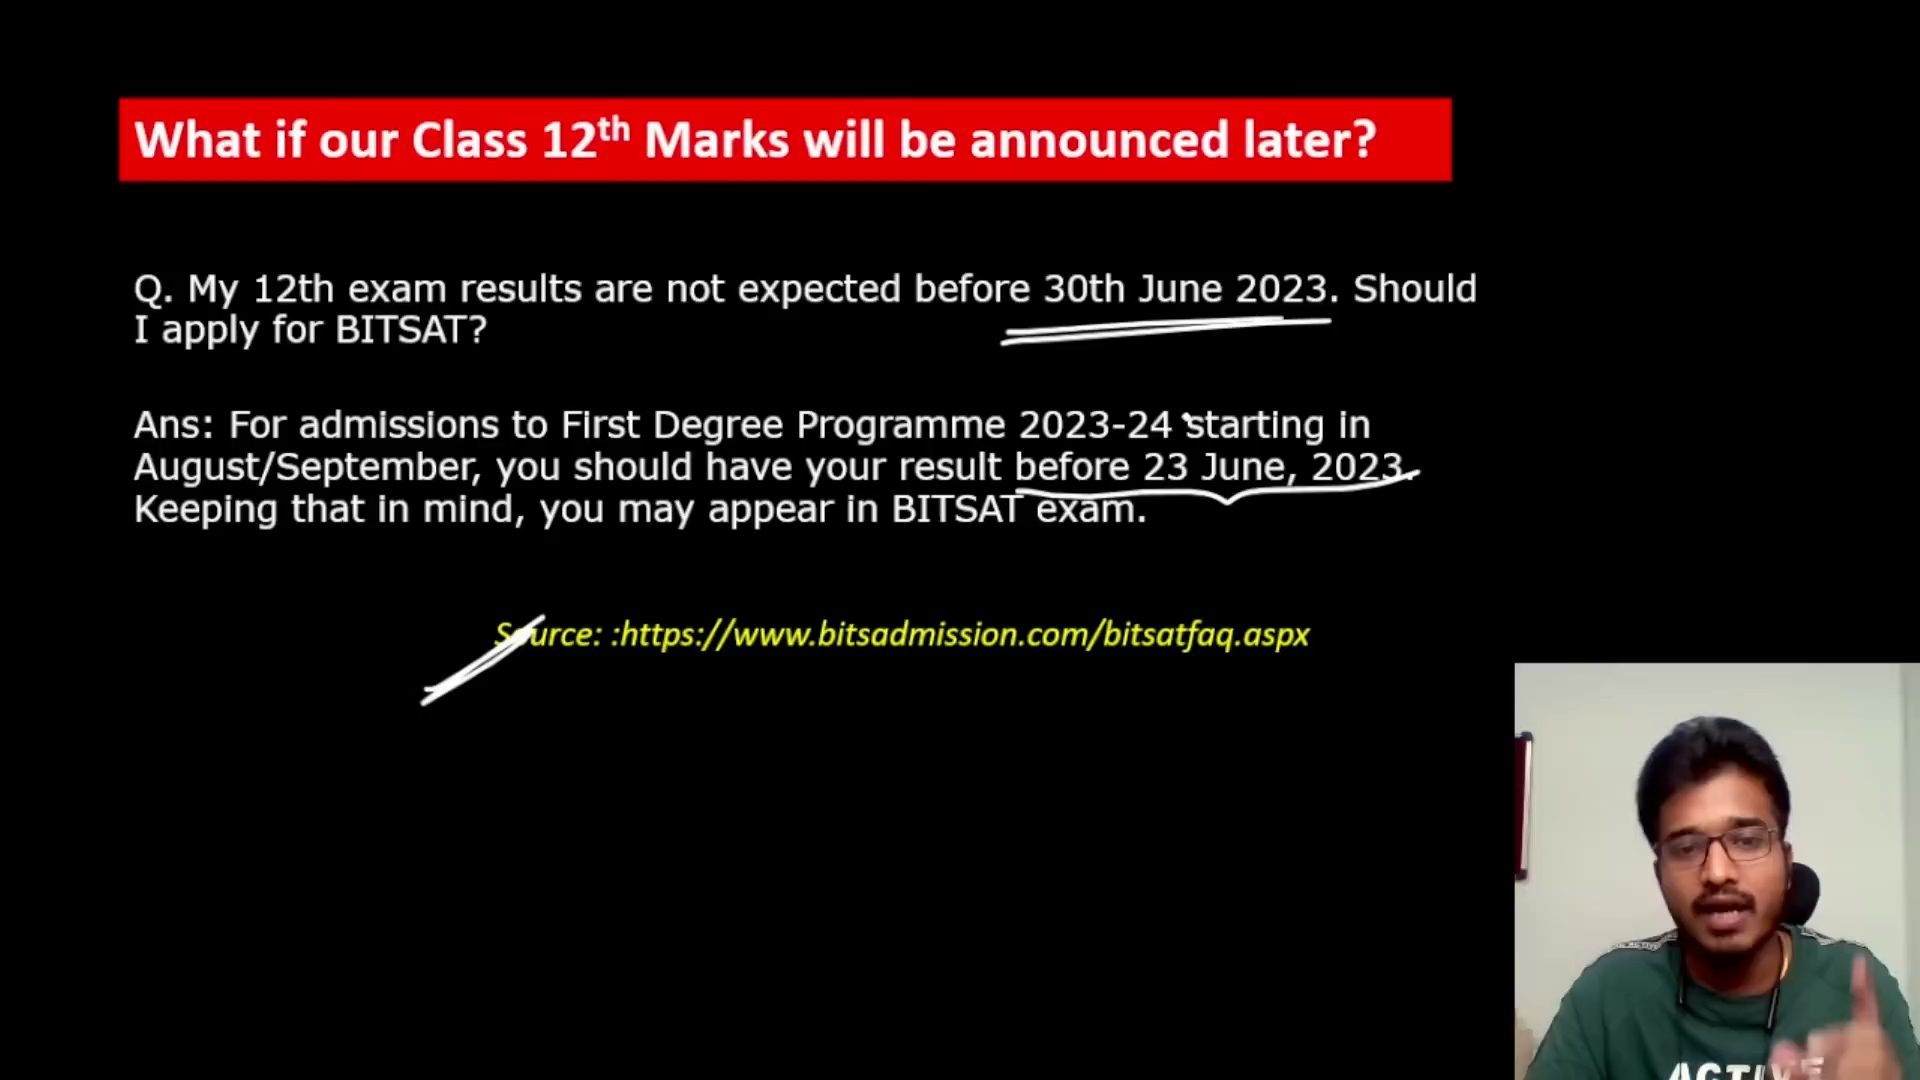 What if our Class 12th Marks will be announced later?
Q. My 12th exam results are not expected before 30th June 2023. Should
I apply for BITSAT?
Ans: For admissions to First Degree Programme 2023-24 starting in
August/September, you should have your result before 23 June, 2023.
Keeping that in mind, you may appear in BITSAT exam.
Source: :https://www.bitsadmission.com/bitsatfaq.aspx